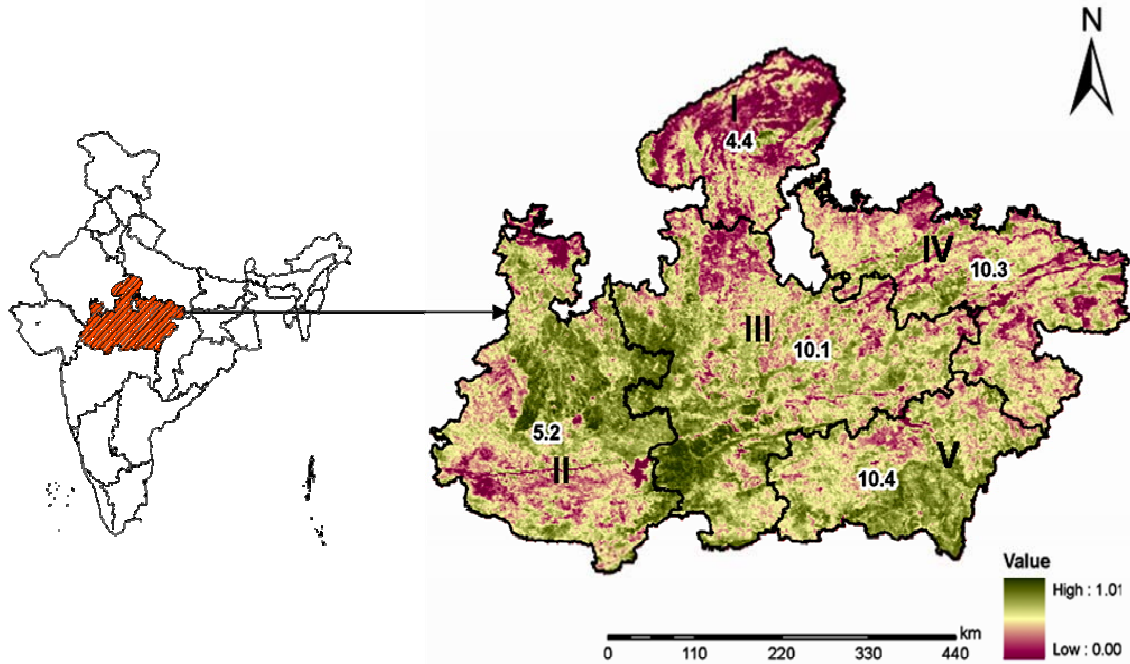 N
I
4.4
IV
10.3
III
10.1
5.2
II
V
10.4
Value
High : 1.01
Low : 0.00
km
0 110 220 330 440